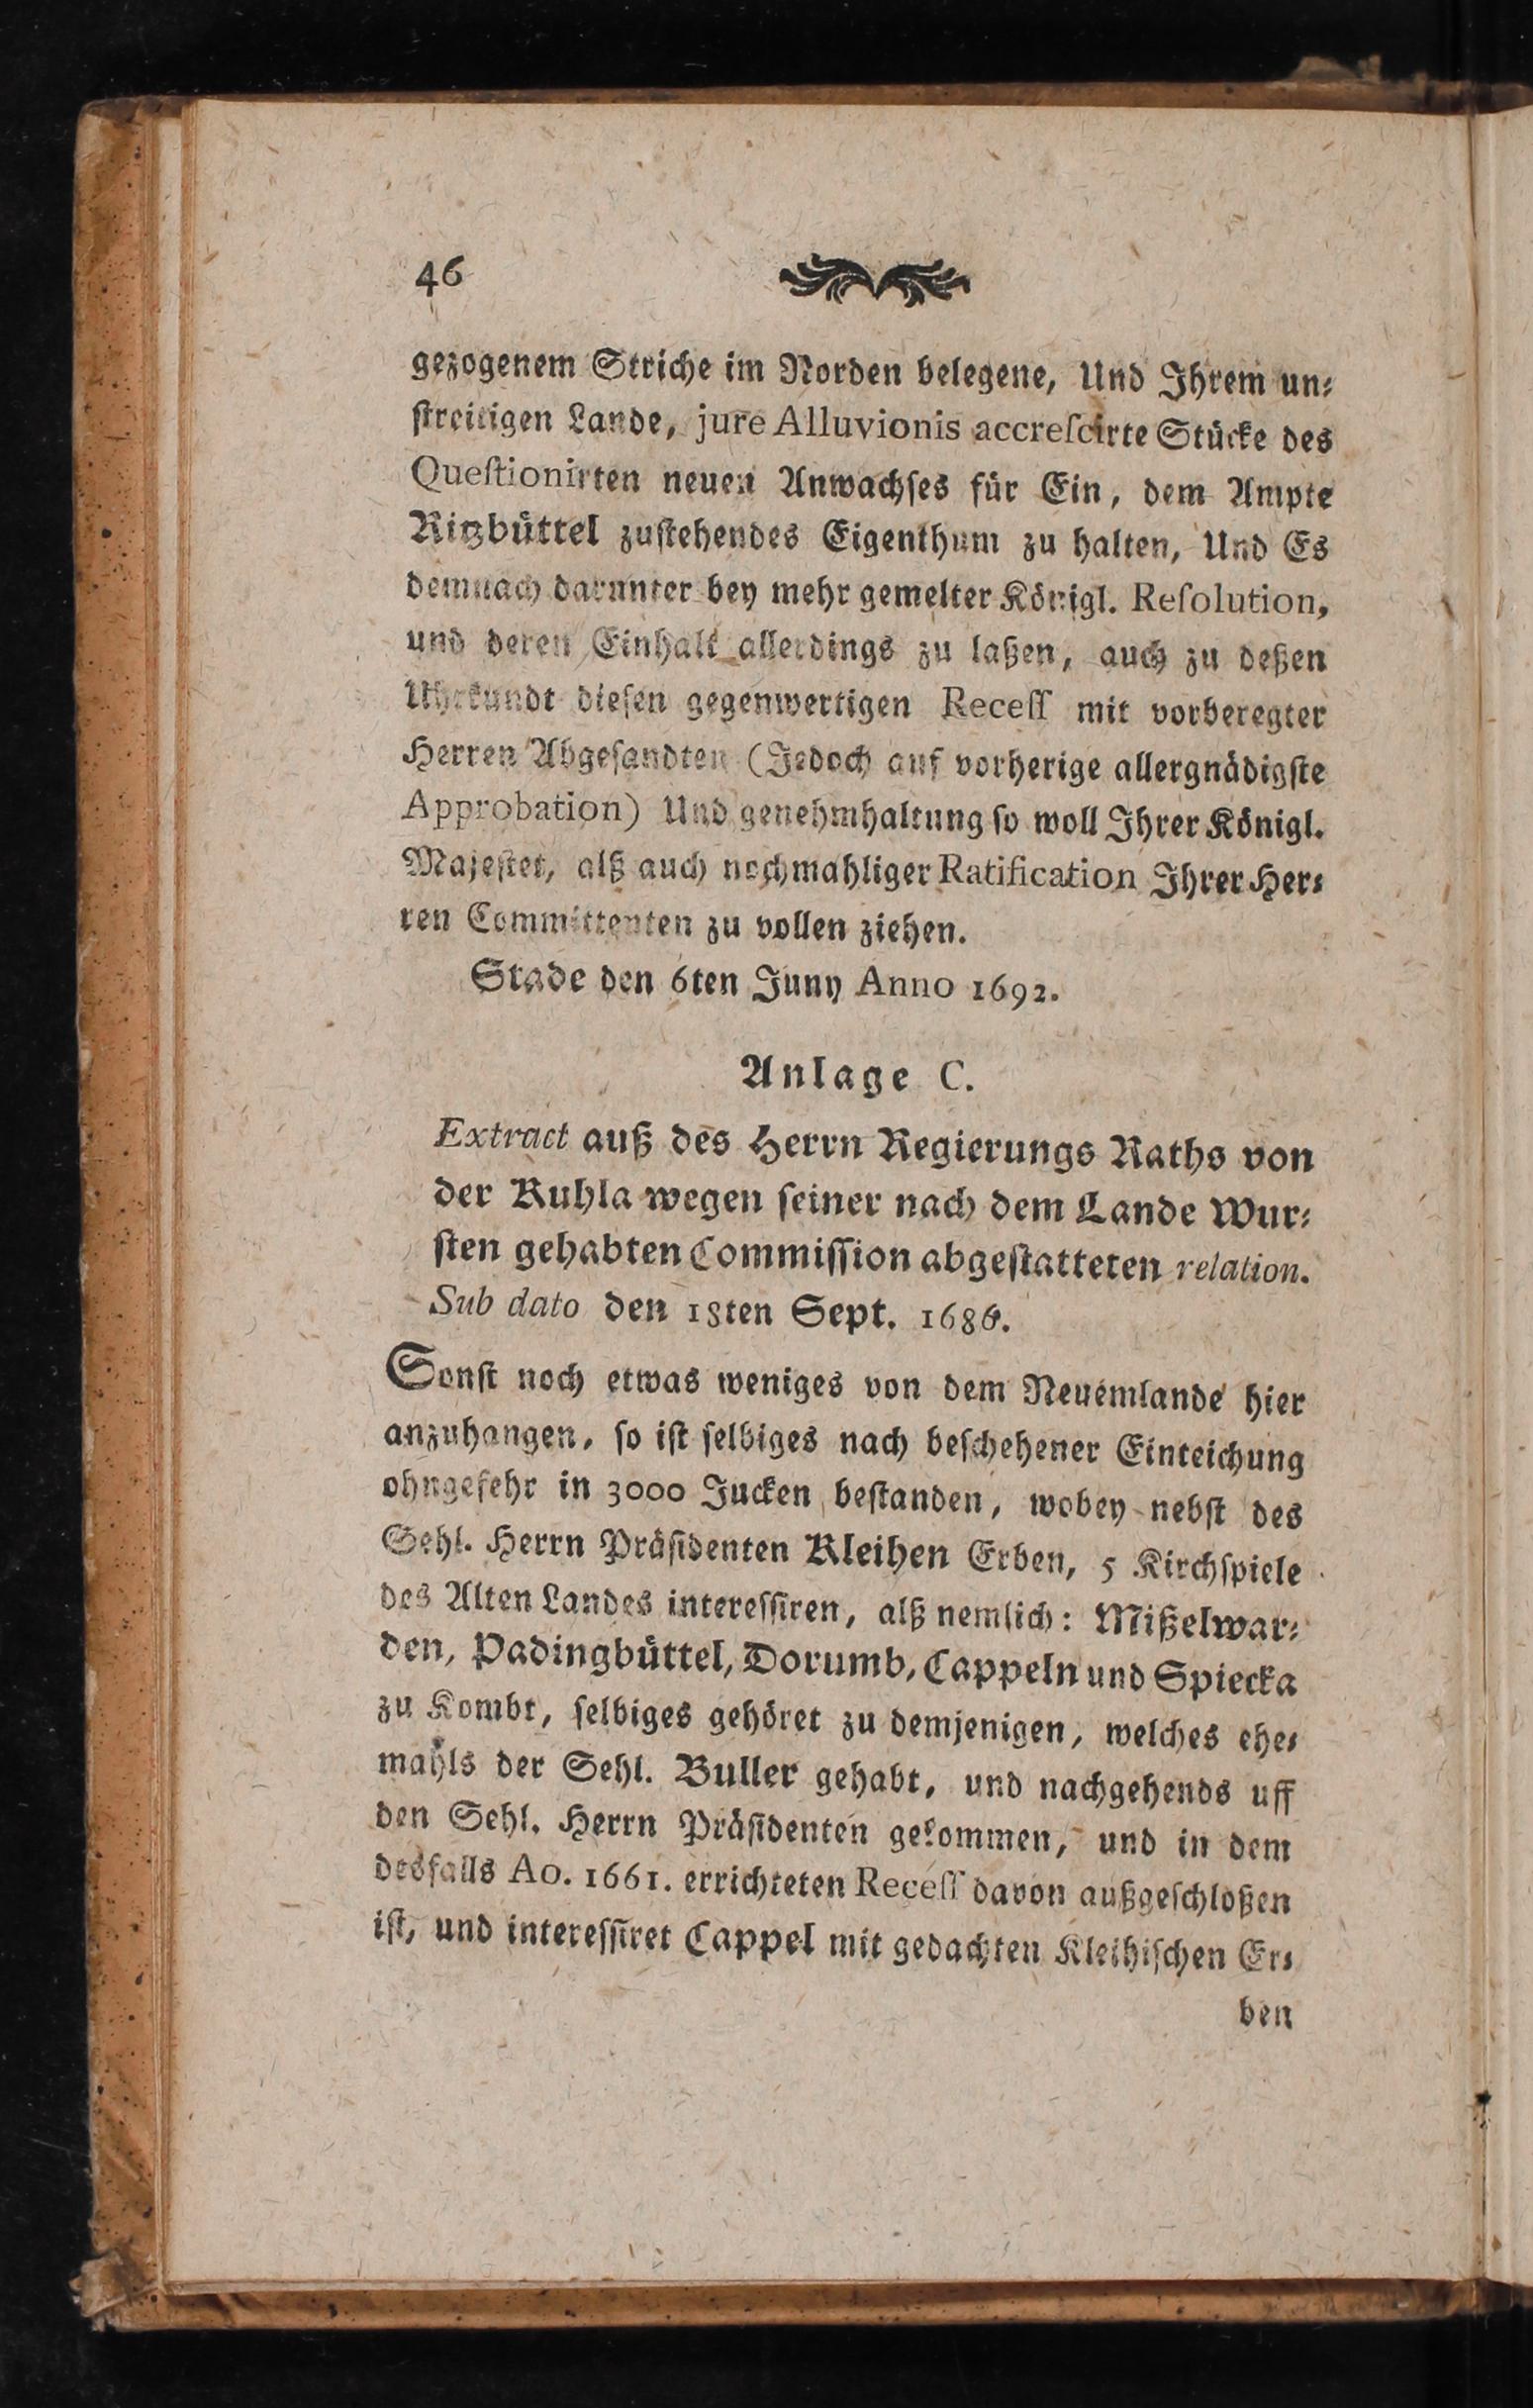 46
gezogenem Striche im Norden belegene, Und Ihrem un⸗
ſtreitigen Lande, jure Alluvionis accreſcirte Stücke des
Queſtionirten neuen Anwachſes für Ein, dem Ampte
Ritzbüttel zuſtehendes Eigenthum zu halten, Und Es
demnach darunter bey mehr gemelter Königl. Reſolution,
und deren Einhalt allerdings zu laßen, auch zu deßen
Uhrkundt dieſen gegenwertigen Receſſ mit vorberegter
Herren Abgeſandten (Jedoch auf vorherige allergnädigſte
Approbation) Und genehmhaltung ſo woll Ihrer Königl.
Majeſtet, alß auch nochmahliger Ratification Ihrer Her⸗
ren Committenten zu vollen ziehen.
Stade den 6ten Juny Anno 1692.
Anlage C.
Extract auß des Herrn Regierungs Raths von
der Kuhla wegen ſeiner nach dem Lande Wur⸗
ſten gehabten Commiſſion abgeſtatteten relation.
Sub dato den 18ten Sept. 1686.
Sonſt noch etwas weniges von dem Neuemlande hier
anzuhangen, ſo iſt ſelbiges nach beſchehener Einteichung
ohngefehr in 3000 Jucken beſtanden, wobey nebſt des
Sehl. Herrn Präſidenten Kleihen Erben, 5 Kirchſpiele
des Alten Landes intereſſiren, alß nemlich: Mißelwar⸗
den, Padingbüttel, Dorumb, Cappeln und Spiecka
zu Kombt, ſelbiges gehöret zu demjenigen, welches ehe⸗
mahls der Sehl. Buller gehabt, und nachgehends uff
den Sehl. Herrn Präſidenten gekommen, und in dem
desfalls Ao. 1661. errichteten Receſſ davon außgeſchloßen
iſt, und intereſſiret Cappel mit gedachten Kleihiſchen Er⸗
ben